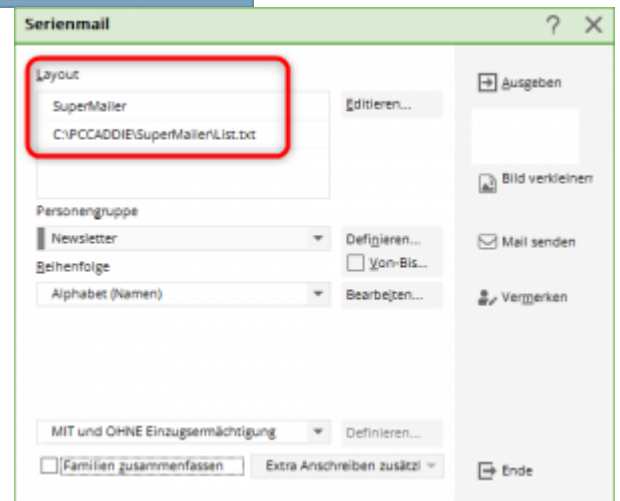 Serienmail ? X
Layout
SuperMailer
C:\PCCADDIE\SuperMailer\List.txt
Editieren...
Personengruppe
Newsletter
Definieren...
Von-Bis...
Reihenfolge
Alphabet (Namen)
Bearbeiten...
MIT und OHNE Einzugsermächtigung
Definieren...
Familien zusammenfassen
Extra Anschreiben zusätzl
Ausgeben
Bild verkleinern
Mail senden
Vermerken
Ende